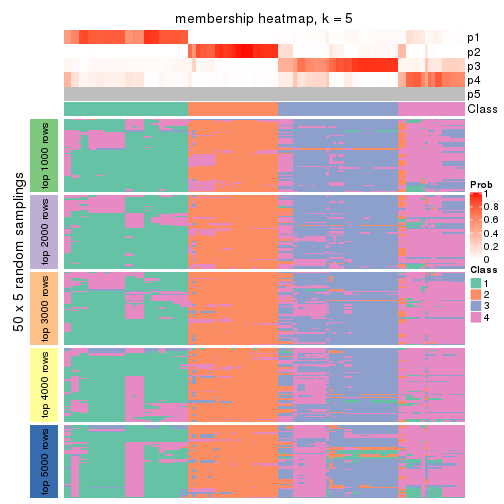 membership heatmap, k = 5
p1
p2
p3
p4
p5
Class
50 x 5 random samplings
top 1000 rows
top 2000 rows
top 3000 rows
top 4000 rows
top 5000 rows
Prob
1
0.8
0.6
0.4
0.2
0
Class
1
2
3
4